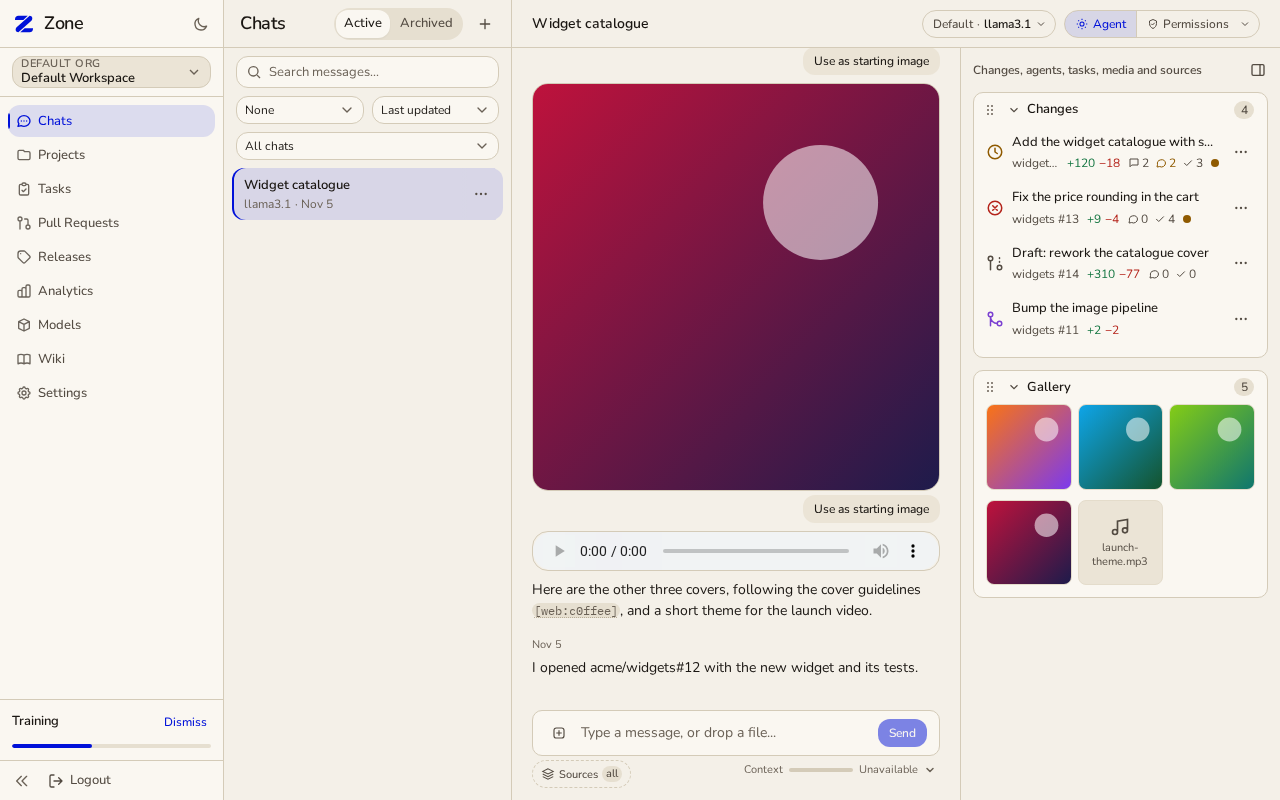 Zone
DEFAULT ORG
Default Workspace
Chats
Projects
Tasks
Pull Requests
Releases
Analytics
Models
Wiki
Settings
Training
Dismiss
Logout
Chats
Active
Archived
Search messages...
None
Last updated
All chats
Widget catalogue
llama3.1 · Nov 5
Widget catalogue
Default · llama3.1
Agent
Permissions
Use as starting image
Use as starting image
0:00 / 0:00
Here are the other three covers, following the cover guidelines
[web:c0ffee], and a short theme for the launch video.
Nov 5
I opened acme/widgets#12 with the new widget and its tests.
Type a message, or drop a file...
Send
Sources all
Context
Unavailable
Changes, agents, tasks, media and sources
Changes
4
Add the widget catalogue with s...
widget... +120 −18 2 2 3
Fix the price rounding in the cart
widgets #13 +9 −4 0 4
Draft: rework the catalogue cover
widgets #14 +310 −77 0 0
Bump the image pipeline
widgets #11 +2 −2
Gallery
5
launch-
theme.mp3